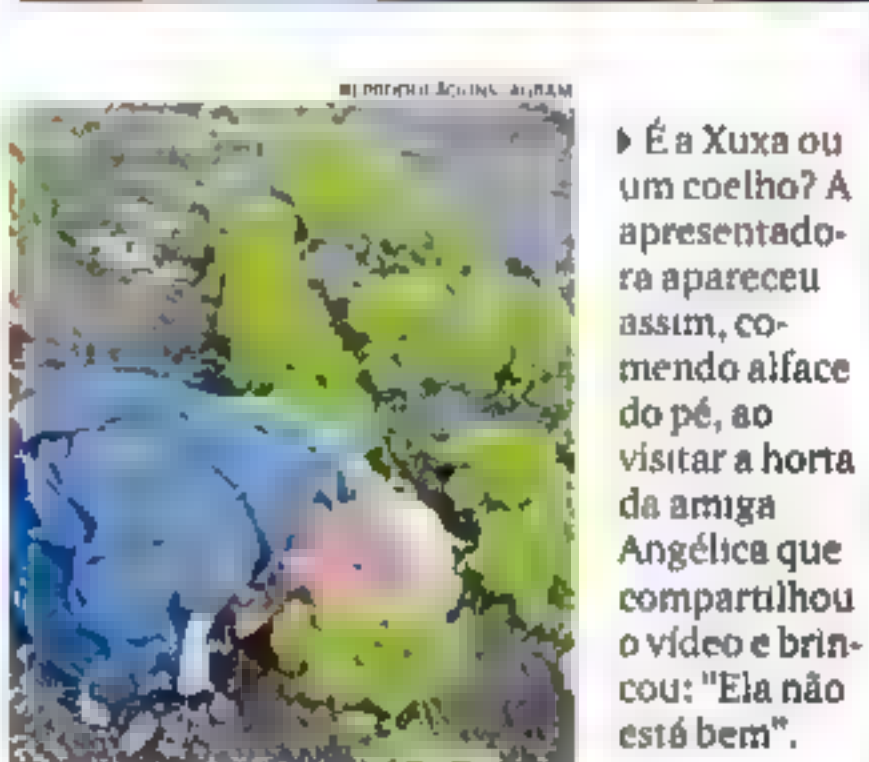 ▶ É a Xuxa ou
um coelho? A
apresentado-
ra apareceu
assim, co-
mendo alface
do pé, ao
visitar a horta
da amiga
Angélica que
compartilhou
o vídeo e brin-
cou: "Ela não
está bem".